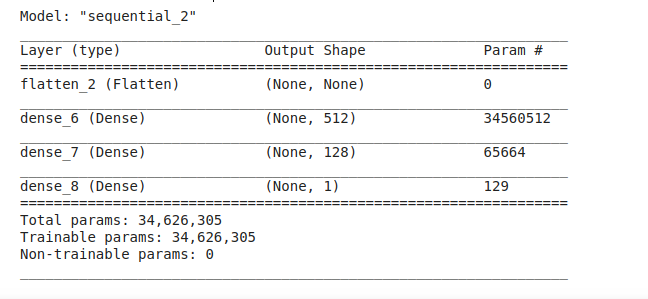 Model: "sequential_2"
_________________________________________________________________
Layer (type)                 Output Shape              Param #
=================================================================
flatten_2 (Flatten)          (None, None)              0
_________________________________________________________________
dense_6 (Dense)              (None, 512)               34560512
_________________________________________________________________
dense_7 (Dense)              (None, 128)               65664
_________________________________________________________________
dense_8 (Dense)              (None, 1)                 129
=================================================================
Total params: 34,626,305
Trainable params: 34,626,305
Non-trainable params: 0
_________________________________________________________________